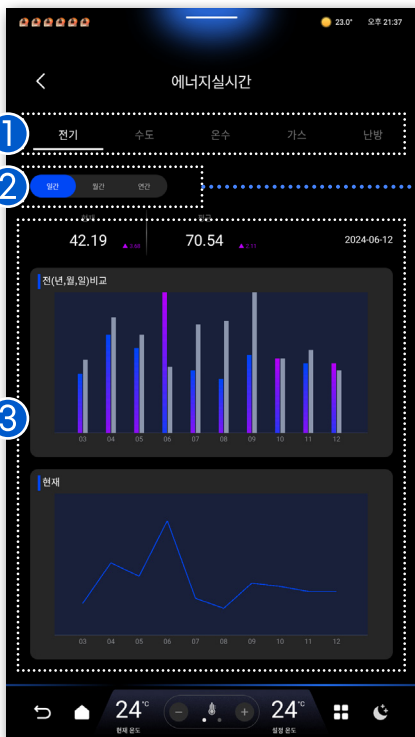 23.0° 오후 21:37
에너지실시간
1 전기 수도 온수 가스 난방
2 일간 월간 연간
현재 평균
42.19 70.54 2024-06-12
전(년,월,일)비교
03 04 05 06 07 08 09 10 11 12
3
현재
03 04 05 06 07 08 09 10 11 12
24°C 24°C
현재 온도 설정 온도